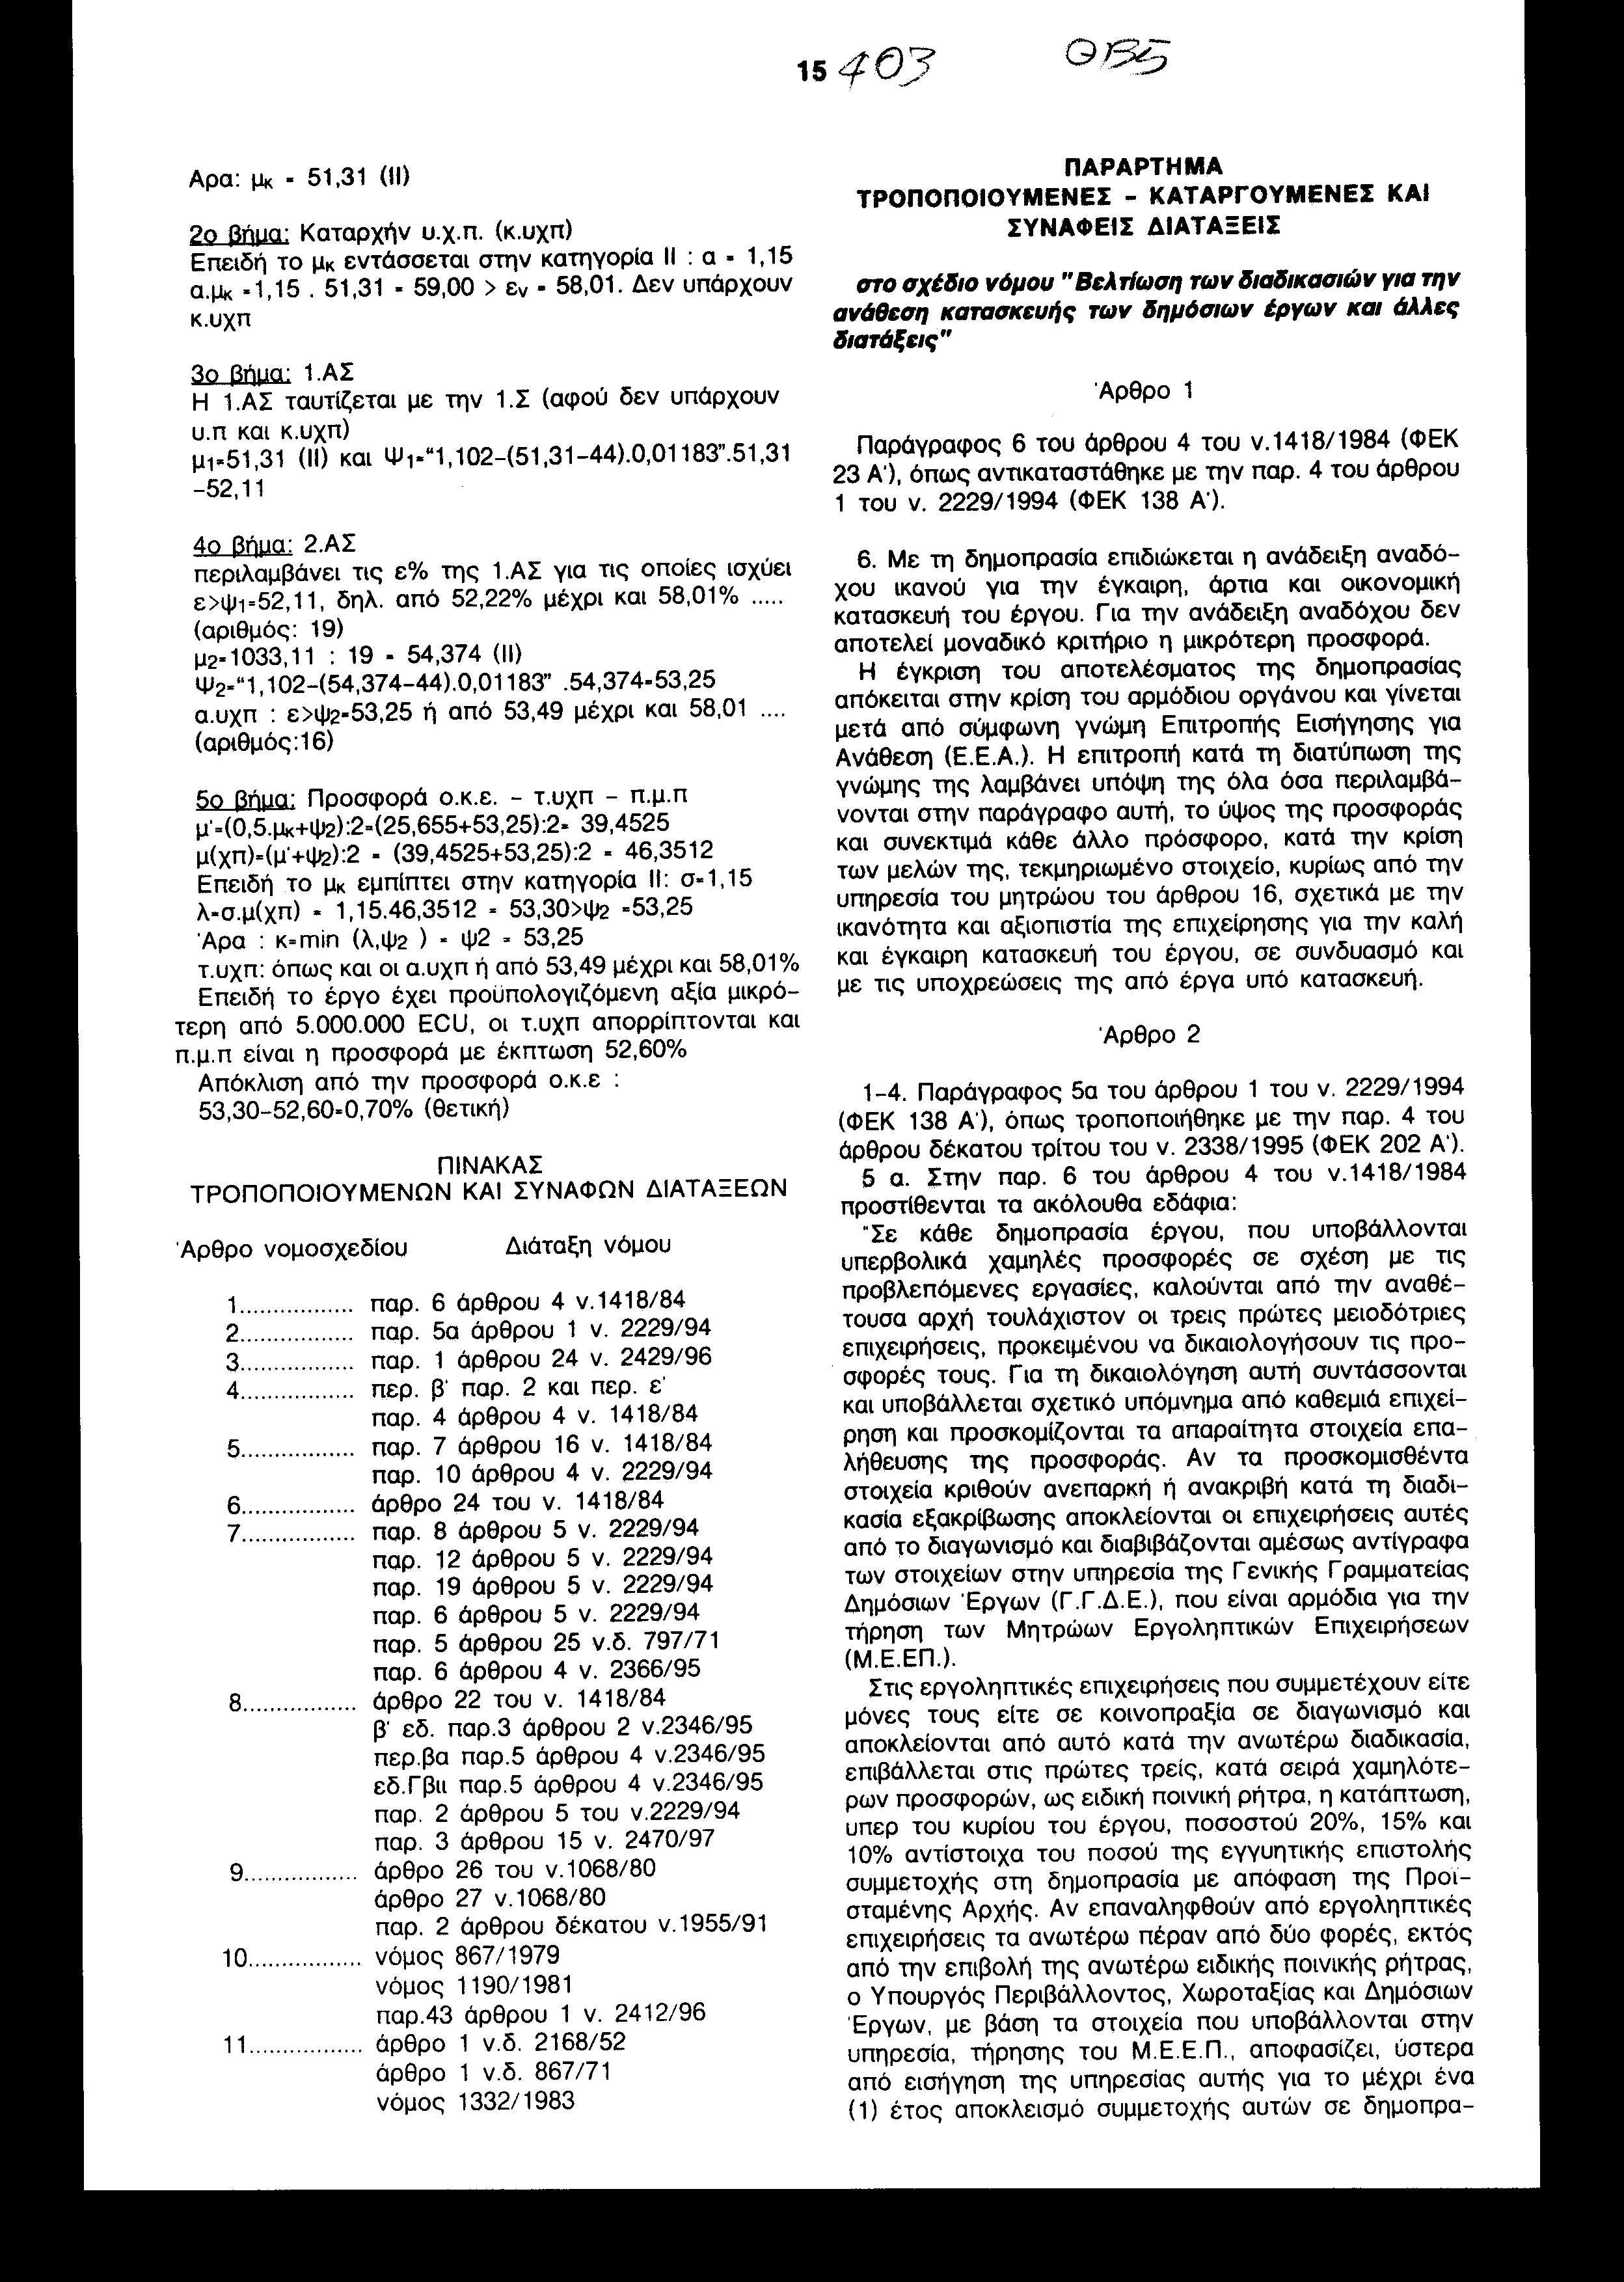 15 403 ΘΒ5
Αρα: μκ = 51,31 (ΙΙ)
2ο βήμα: Καταρχήν υ.χ.π. (κ.υχπ)
Επειδή το μκ εντάσσεται στην κατηγορία ΙΙ : α = 1,15
α.μκ =1,15 . 51,31 = 59,00 > εν = 58,01. Δεν υπάρχουν
κ.υχπ
3ο βήμα: 1.ΑΣ
Η 1.ΑΣ ταυτίζεται με την 1.Σ (αφού δεν υπάρχουν
υ.π και κ.υχπ)
μ1=51,31 (ΙΙ) και Ψ1=“1,102-(51,31-44).0,01183”.51,31
-52,11
4ο βήμα: 2.ΑΣ
περιλαμβάνει τις ε% της 1.ΑΣ για τις οποίες ισχύει
ε>ψ1=52,11, δηλ. από 52,22% μέχρι και 58,01% .....
(αριθμός: 19)
μ2=1033,11 : 19 = 54,374 (ΙΙ)
Ψ2=“1,102-(54,374-44).0,01183” .54,374=53,25
α.υχπ : ε>ψ2=53,25 ή από 53,49 μέχρι και 58,01 ....
(αριθμός:16)
5ο βήμα: Προσφορά ο.κ.ε. - τ.υχπ - π.μ.π
μ'=(0,5.μκ+ψ2):2=(25,655+53,25):2= 39,4525
μ(χπ)=(μ'+ψ2):2 = (39,4525+53,25):2 = 46,3512
Επειδή το μκ εμπίπτει στην κατηγορία ΙΙ: σ=1,15
λ=σ.μ(χπ) = 1,15.46,3512 = 53,30>ψ2 =53,25
Άρα : κ=min (λ,ψ2 ) = ψ2 = 53,25
τ.υχπ: όπως και οι α.υχπ ή από 53,49 μέχρι και 58,01%
Επειδή το έργο έχει προϋπολογιζόμενη αξία μικρό-
τερη από 5.000.000 ECU, οι τ.υχπ απορρίπτονται και
π.μ.π είναι η προσφορά με έκπτωση 52,60%
Απόκλιση από την προσφορά ο.κ.ε :
53,30-52,60=0,70% (θετική)
ΠΙΝΑΚΑΣ
ΤΡΟΠΟΠΟΙΟΥΜΕΝΩΝ ΚΑΙ ΣΥΝΑΦΩΝ ΔΙΑΤΑΞΕΩΝ
Άρθρο νομοσχεδίου Διάταξη νόμου
1................. παρ. 6 άρθρου 4 ν.1418/84
2................. παρ. 5α άρθρου 1 ν. 2229/94
3................. παρ. 1 άρθρου 24 ν. 2429/96
4................. περ. β' παρ. 2 και περ. ε'
παρ. 4 άρθρου 4 ν. 1418/84
5................. παρ. 7 άρθρου 16 ν. 1418/84
παρ. 10 άρθρου 4 ν. 2229/94
6................. άρθρο 24 του ν. 1418/84
7................. παρ. 8 άρθρου 5 ν. 2229/94
παρ. 12 άρθρου 5 ν. 2229/94
παρ. 19 άρθρου 5 ν. 2229/94
παρ. 6 άρθρου 5 ν. 2229/94
παρ. 5 άρθρου 25 ν.δ. 797/71
παρ. 6 άρθρου 4 ν. 2366/95
8................. άρθρο 22 του ν. 1418/84
β' εδ. παρ.3 άρθρου 2 ν.2346/95
περ.βα παρ.5 άρθρου 4 ν.2346/95
εδ.Γβιι παρ.5 άρθρου 4 ν.2346/95
παρ. 2 άρθρου 5 του ν.2229/94
παρ. 3 άρθρου 15 ν. 2470/97
9................. άρθρο 26 του ν.1068/80
άρθρο 27 ν.1068/80
παρ. 2 άρθρου δέκατου ν.1955/91
10................. νόμος 867/1979
νόμος 1190/1981
παρ.43 άρθρου 1 ν. 2412/96
11................. άρθρο 1 ν.δ. 2168/52
άρθρο 1 ν.δ. 867/71
νόμος 1332/1983
ΠΑΡΑΡΤΗΜΑ
ΤΡΟΠΟΠΟΙΟΥΜΕΝΕΣ - ΚΑΤΑΡΓΟΥΜΕΝΕΣ ΚΑΙ
ΣΥΝΑΦΕΙΣ ΔΙΑΤΑΞΕΙΣ
στο σχέδιο νόμου "Βελτίωση των διαδικασιών για την
ανάθεση κατασκευής των δημόσιων έργων και άλλες
διατάξεις"
Άρθρο 1
Παράγραφος 6 του άρθρου 4 του ν.1418/1984 (ΦΕΚ
23 Α'), όπως αντικαταστάθηκε με την παρ. 4 του άρθρου
1 του ν. 2229/1994 (ΦΕΚ 138 Α').
6. Με τη δημοπρασία επιδιώκεται η ανάδειξη αναδό-
χου ικανού για την έγκαιρη, άρτια και οικονομική
κατασκευή του έργου. Για την ανάδειξη αναδόχου δεν
αποτελεί μοναδικό κριτήριο η μικρότερη προσφορά.
Η έγκριση του αποτελέσματος της δημοπρασίας
απόκειται στην κρίση του αρμόδιου οργάνου και γίνεται
μετά από σύμφωνη γνώμη Επιτροπής Εισήγησης για
Ανάθεση (Ε.Ε.Α.). Η επιτροπή κατά τη διατύπωση της
γνώμης της λαμβάνει υπόψη της όλα όσα περιλαμβά-
νονται στην παράγραφο αυτή, το ύψος της προσφοράς
και συνεκτιμά κάθε άλλο πρόσφορο, κατά την κρίση
των μελών της, τεκμηριωμένο στοιχείο, κυρίως από την
υπηρεσία του μητρώου του άρθρου 16, σχετικά με την
ικανότητα και αξιοπιστία της επιχείρησης για την καλή
και έγκαιρη κατασκευή του έργου, σε συνδυασμό και
με τις υποχρεώσεις της από έργα υπό κατασκευή.
Άρθρο 2
1-4. Παράγραφος 5α του άρθρου 1 του ν. 2229/1994
(ΦΕΚ 138 Α'), όπως τροποποιήθηκε με την παρ. 4 του
άρθρου δέκατου τρίτου του ν. 2338/1995 (ΦΕΚ 202 Α').
5 α. Στην παρ. 6 του άρθρου 4 του ν.1418/1984
προστίθενται τα ακόλουθα εδάφια:
"Σε κάθε δημοπρασία έργου, που υποβάλλονται
υπερβολικά χαμηλές προσφορές σε σχέση με τις
προβλεπόμενες εργασίες, καλούνται από την αναθέ-
τουσα αρχή τουλάχιστον οι τρεις πρώτες μειοδότριες
επιχειρήσεις, προκειμένου να δικαιολογήσουν τις προ-
σφορές τους. Για τη δικαιολόγηση αυτή συντάσσονται
και υποβάλλεται σχετικό υπόμνημα από καθεμιά επιχεί-
ρηση και προσκομίζονται τα απαραίτητα στοιχεία επα-
λήθευσης της προσφοράς. Αν τα προσκομισθέντα
στοιχεία κριθούν ανεπαρκή ή ανακριβή κατά τη διαδι-
κασία εξακρίβωσης αποκλείονται οι επιχειρήσεις αυτές
από το διαγωνισμό και διαβιβάζονται αμέσως αντίγραφα
των στοιχείων στην υπηρεσία της Γενικής Γραμματείας
Δημόσιων Έργων (Γ.Γ.Δ.Ε.), που είναι αρμόδια για την
τήρηση των Μητρώων Εργοληπτικών Επιχειρήσεων
(Μ.Ε.ΕΠ.).
Στις εργοληπτικές επιχειρήσεις που συμμετέχουν είτε
μόνες τους είτε σε κοινοπραξία σε διαγωνισμό και
αποκλείονται από αυτό κατά την ανωτέρω διαδικασία,
επιβάλλεται στις πρώτες τρείς, κατά σειρά χαμηλότε-
ρων προσφορών, ως ειδική ποινική ρήτρα, η κατάπτωση,
υπερ του κυρίου του έργου, ποσοστού 20%, 15% και
10% αντίστοιχα του ποσού της εγγυητικής επιστολής
συμμετοχής στη δημοπρασία με απόφαση της Προϊ-
σταμένης Αρχής. Αν επαναληφθούν από εργοληπτικές
επιχειρήσεις τα ανωτέρω πέραν από δύο φορές, εκτός
από την επιβολή της ανωτέρω ειδικής ποινικής ρήτρας,
ο Υπουργός Περιβάλλοντος, Χωροταξίας και Δημόσιων
Έργων, με βάση τα στοιχεία που υποβάλλονται στην
υπηρεσία, τήρησης του Μ.Ε.Ε.Π., αποφασίζει, ύστερα
από εισήγηση της υπηρεσίας αυτής για το μέχρι ένα
(1) έτος αποκλεισμό συμμετοχής αυτών σε δημοπρα-